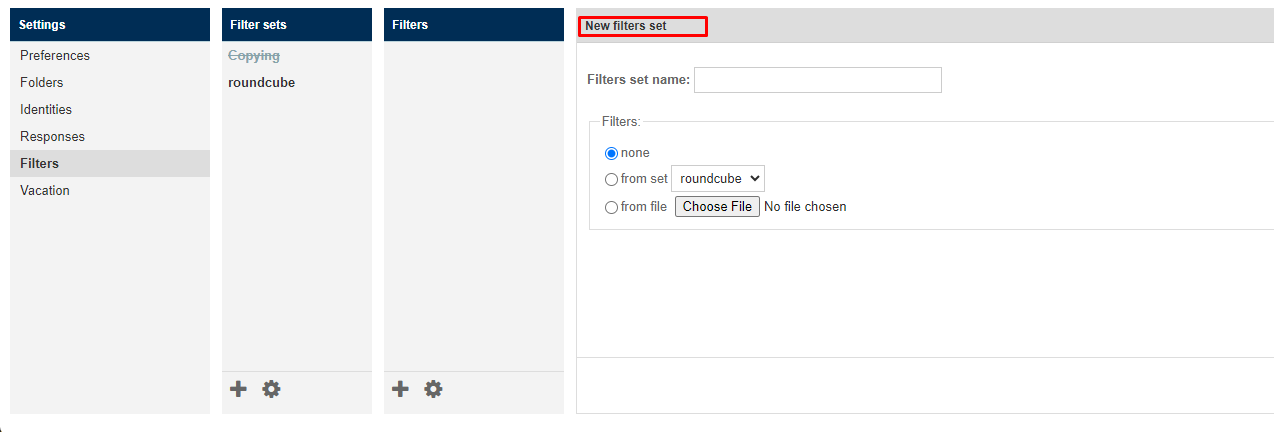 Settings
Preferences
Folders
Identities
Responses
Filters
Vacation
Filter sets
Copying
roundcube
Filters
New filters set
Filters set name:
Filters:
none
from set roundcube
from file Choose File No file chosen